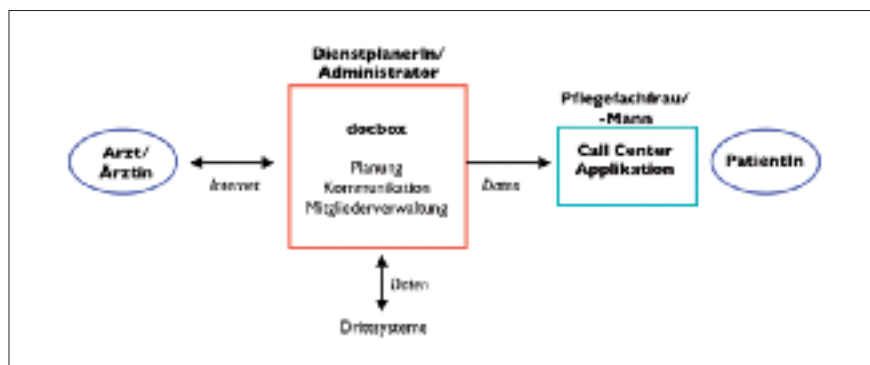 DienstplanerIn/
Administrator
docbox
Planung
Kommunikation
Mitgliederverwaltung
Arzt/
Ärztin
Internet
Daten
Pflegefachfrau/
-Mann
Call Center
Applikation
PatientIn
Daten
Drittsysteme